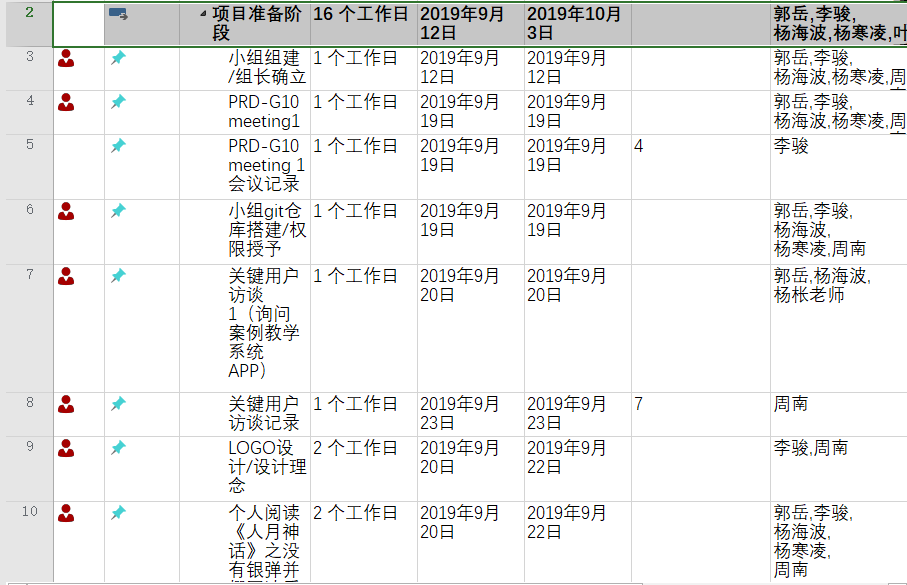 2
项目准备阶
段
16 个工作日
2019年9月
12日
2019年10月
3日
郭岳,李骏,
杨海波,杨寒凌,叶
3
小组组建
/组长确立
1 个工作日
2019年9月
12日
2019年9月
12日
郭岳,李骏,
杨海波,杨寒凌,周
4
PRD-G10
meeting1
1 个工作日
2019年9月
19日
2019年9月
19日
郭岳,李骏,
杨海波,杨寒凌,周
5
PRD-G10
meeting 1
会议记录
1 个工作日
2019年9月
19日
2019年9月
19日
4
李骏
6
小组git仓
库搭建/权
限授予
1 个工作日
2019年9月
19日
2019年9月
19日
郭岳,李骏,
杨海波,
杨寒凌,周南
7
关键用户
访谈
1（询问
案例教学
系统
APP）
1 个工作日
2019年9月
20日
2019年9月
20日
郭岳,杨海波,
杨枨老师
8
关键用户
访谈记录
1 个工作日
2019年9月
23日
2019年9月
23日
7
周南
9
LOGO设
计/设计理
念
2 个工作日
2019年9月
20日
2019年9月
22日
李骏,周南
10
个人阅读
《人月神
话》之没
有银弹并
2 个工作日
2019年9月
20日
2019年9月
22日
郭岳,李骏,
杨海波,
杨寒凌,
周南